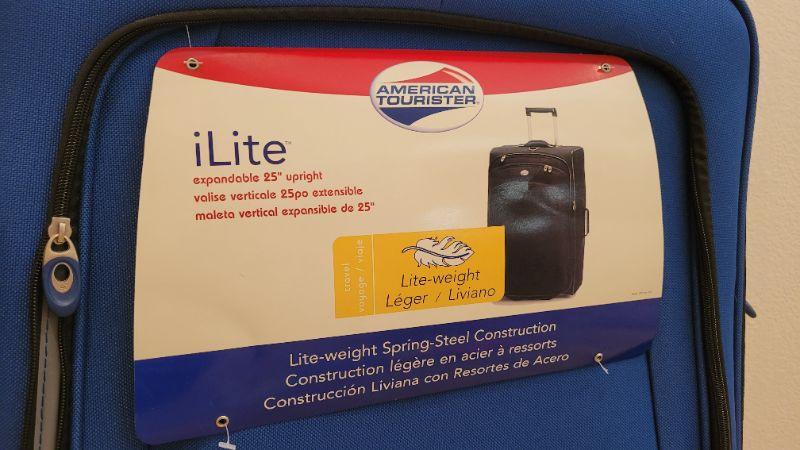 AMERICAN
TOURISTER
iLite™
expandable 25" upright
valise verticale 25po extensible
maleta vertical expansible de 25"
travel
voyage / viaje
Lite-weight
Léger / Liviano
Lite-weight Spring-Steel Construction
Construction légère en acier à ressorts
Construcción Liviana con Resortes de Acero